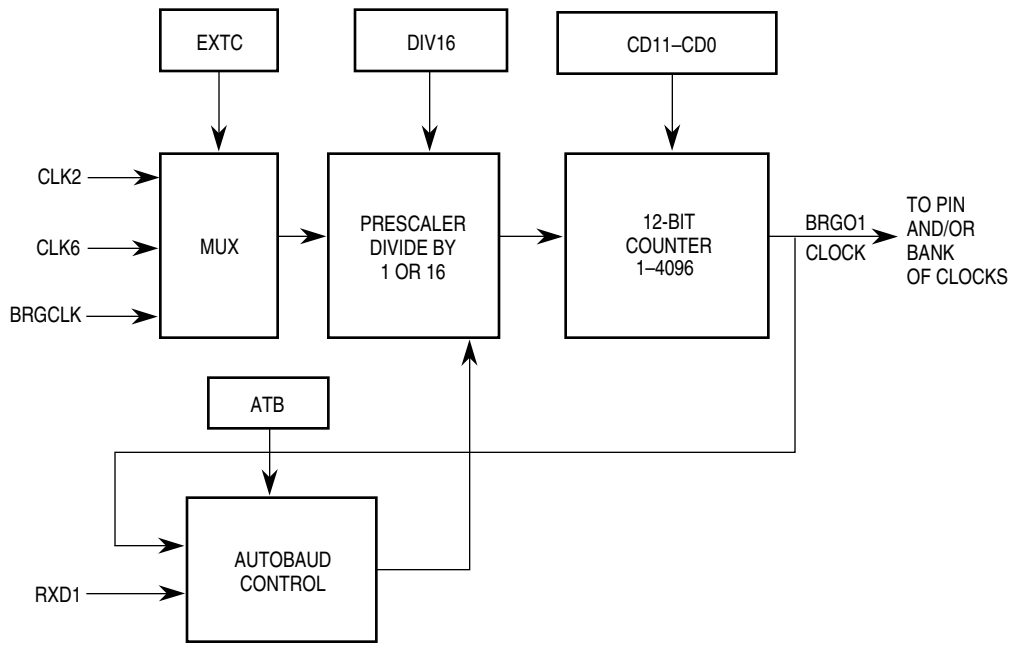 EXTC
DIV16
CD11–CD0
CLK2
CLK6
BRGCLK
MUX
PRESCALER
DIVIDE BY
1 OR 16
12-BIT
COUNTER
1–4096
BRGO1
CLOCK
TO PIN
AND/OR
BANK
OF CLOCKS
ATB
AUTOBAUD
CONTROL
RXD1